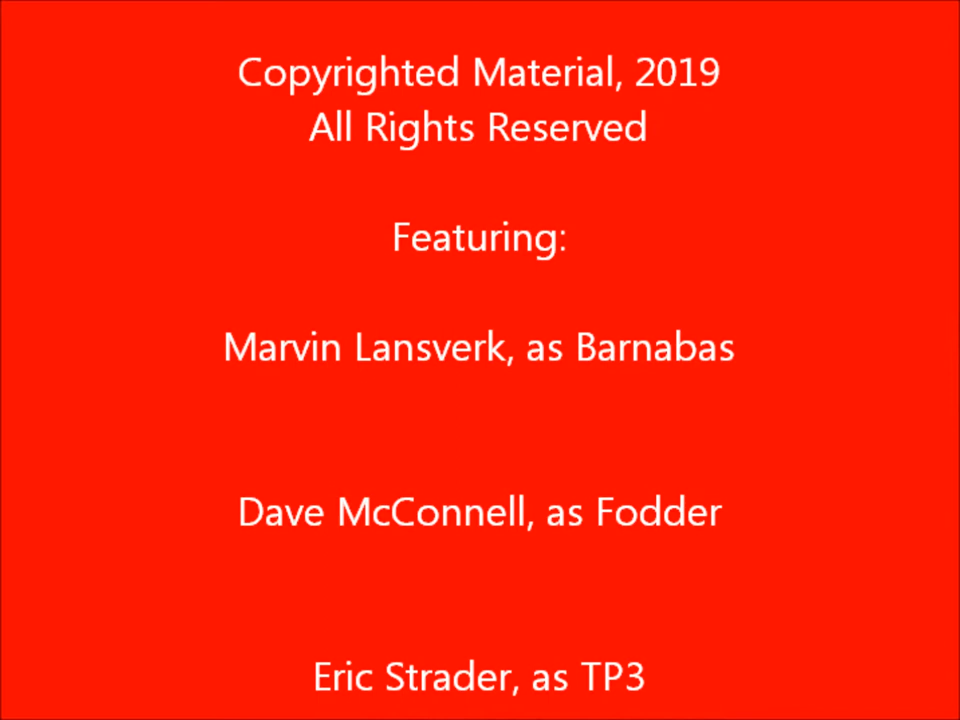 Copyrighted Material, 2019
All Rights Reserved
Featuring:
Marvin Lansverk, as Barnabas
Dave McConnell, as Fodder
Eric Strader, as TP3